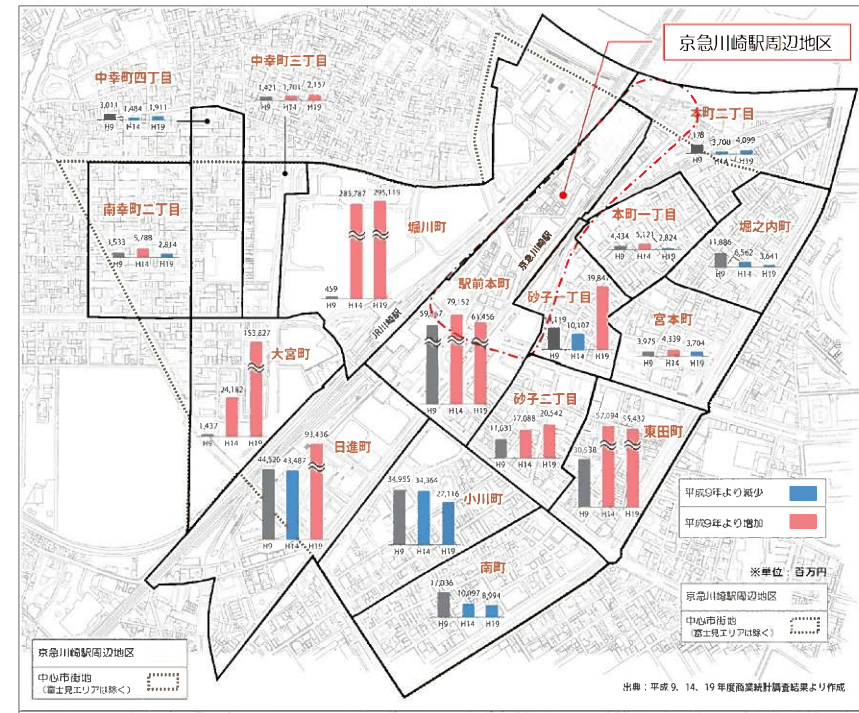 京急川崎駅周辺地区
中幸町四丁目
3,011
1,484
1,911
H9
H14
H19
中幸町三丁目
1,421
1,701
2,157
H9
H14
H19
本町二丁目
3,700
4,099
H9
H14
H19
南幸町二丁目
3,533
5,788
2,814
H9
H14
H19
堀川町
459
285,787
295,119
H9
H14
H19
本町一丁目
4,434
5,121
2,824
H9
H14
H19
堀之内町
11,886
6,562
3,641
H9
H14
H19
京急川崎駅
JR川崎駅
駅前本町
79,152
61,456
H9
H14
H19
砂子一丁目
10,107
39,847
H9
H14
H19
宮本町
3,975
4,339
3,704
H9
H14
H19
大宮町
1,437
24,182
153,827
H9
H14
H19
砂子二丁目
11,631
17,088
20,542
H9
H14
H19
東田町
30,538
57,094
55,432
H9
H14
H19
日進町
44,526
43,487
93,436
H9
H14
H19
小川町
34,955
34,364
27,116
H9
H14
H19
南町
17,036
10,097
8,994
H9
H14
H19
平成9年より減少
平成9年より増加
※単位：百万円
京急川崎駅周辺地区
中心市街地
（富士見エリアは除く）
京急川崎駅周辺地区
中心市街地
（富士見エリアは除く）
出典：平成9、14、19年度商業統計調査結果より作成